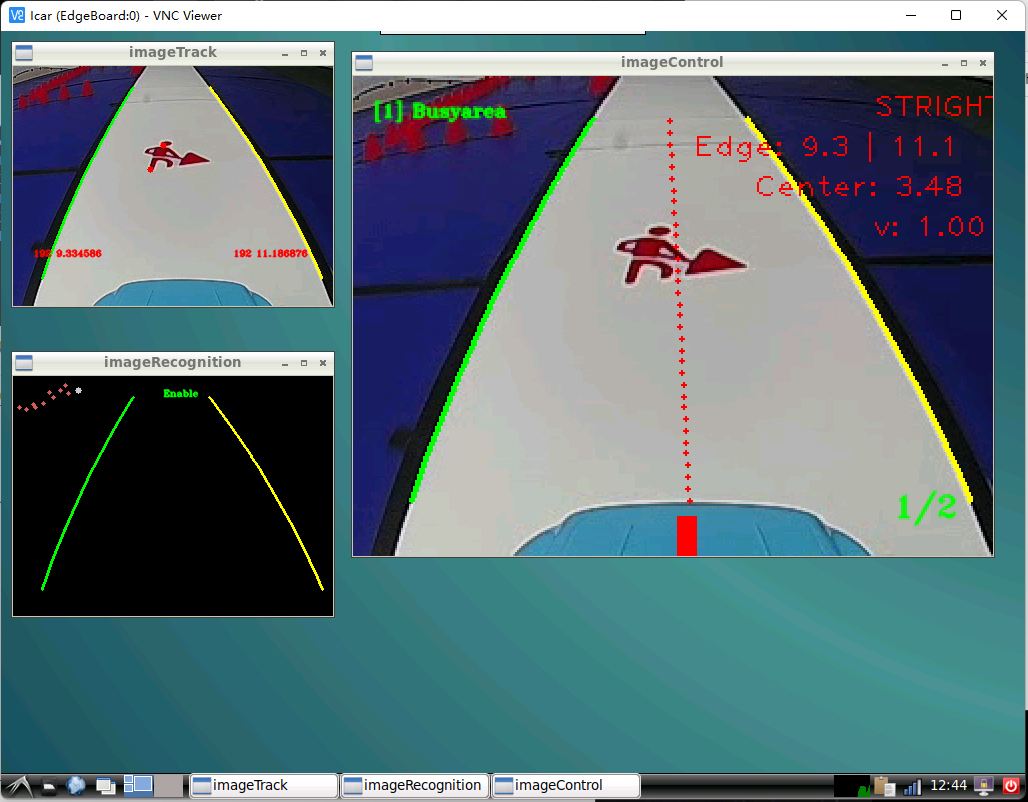 Icar (EdgeBoard:0) - VNC Viewer
imageTrack
192 9.334586
192 11.186876
imageControl
[1] Busyarea
STRIGHT
Edge: 9.3 | 11.1
Center: 3.48
v: 1.00
1/2
imageRecognition
Enable
imageTrack
imageRecognition
imageControl
12:44